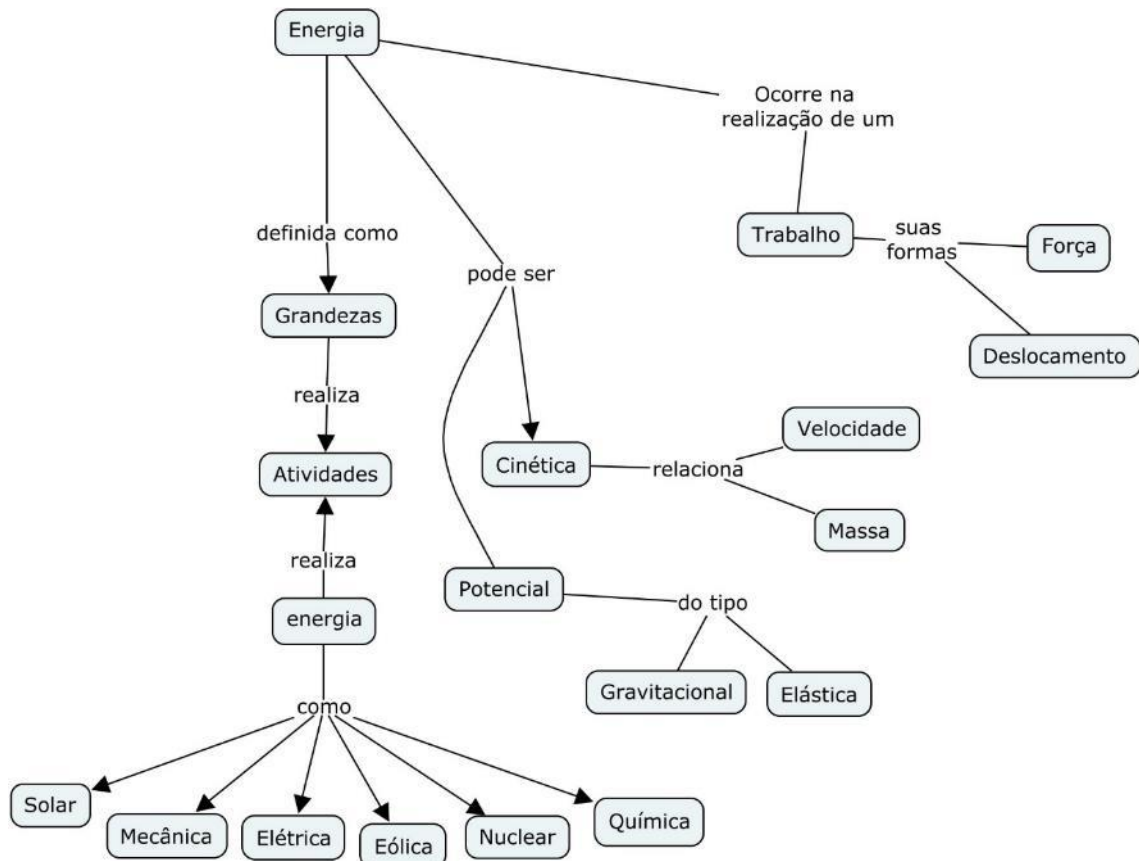 Energia
Ocorre na
realização de um
definida como
suas
formas
Trabalho
Força
pode ser
Grandezas
Deslocamento
realiza
Velocidade
Cinética
relaciona
Atividades
Massa
realiza
Potencial
do tipo
energia
Gravitacional
Elástica
como
Solar
Mecânica
Elétrica
Eólica
Nuclear
Química